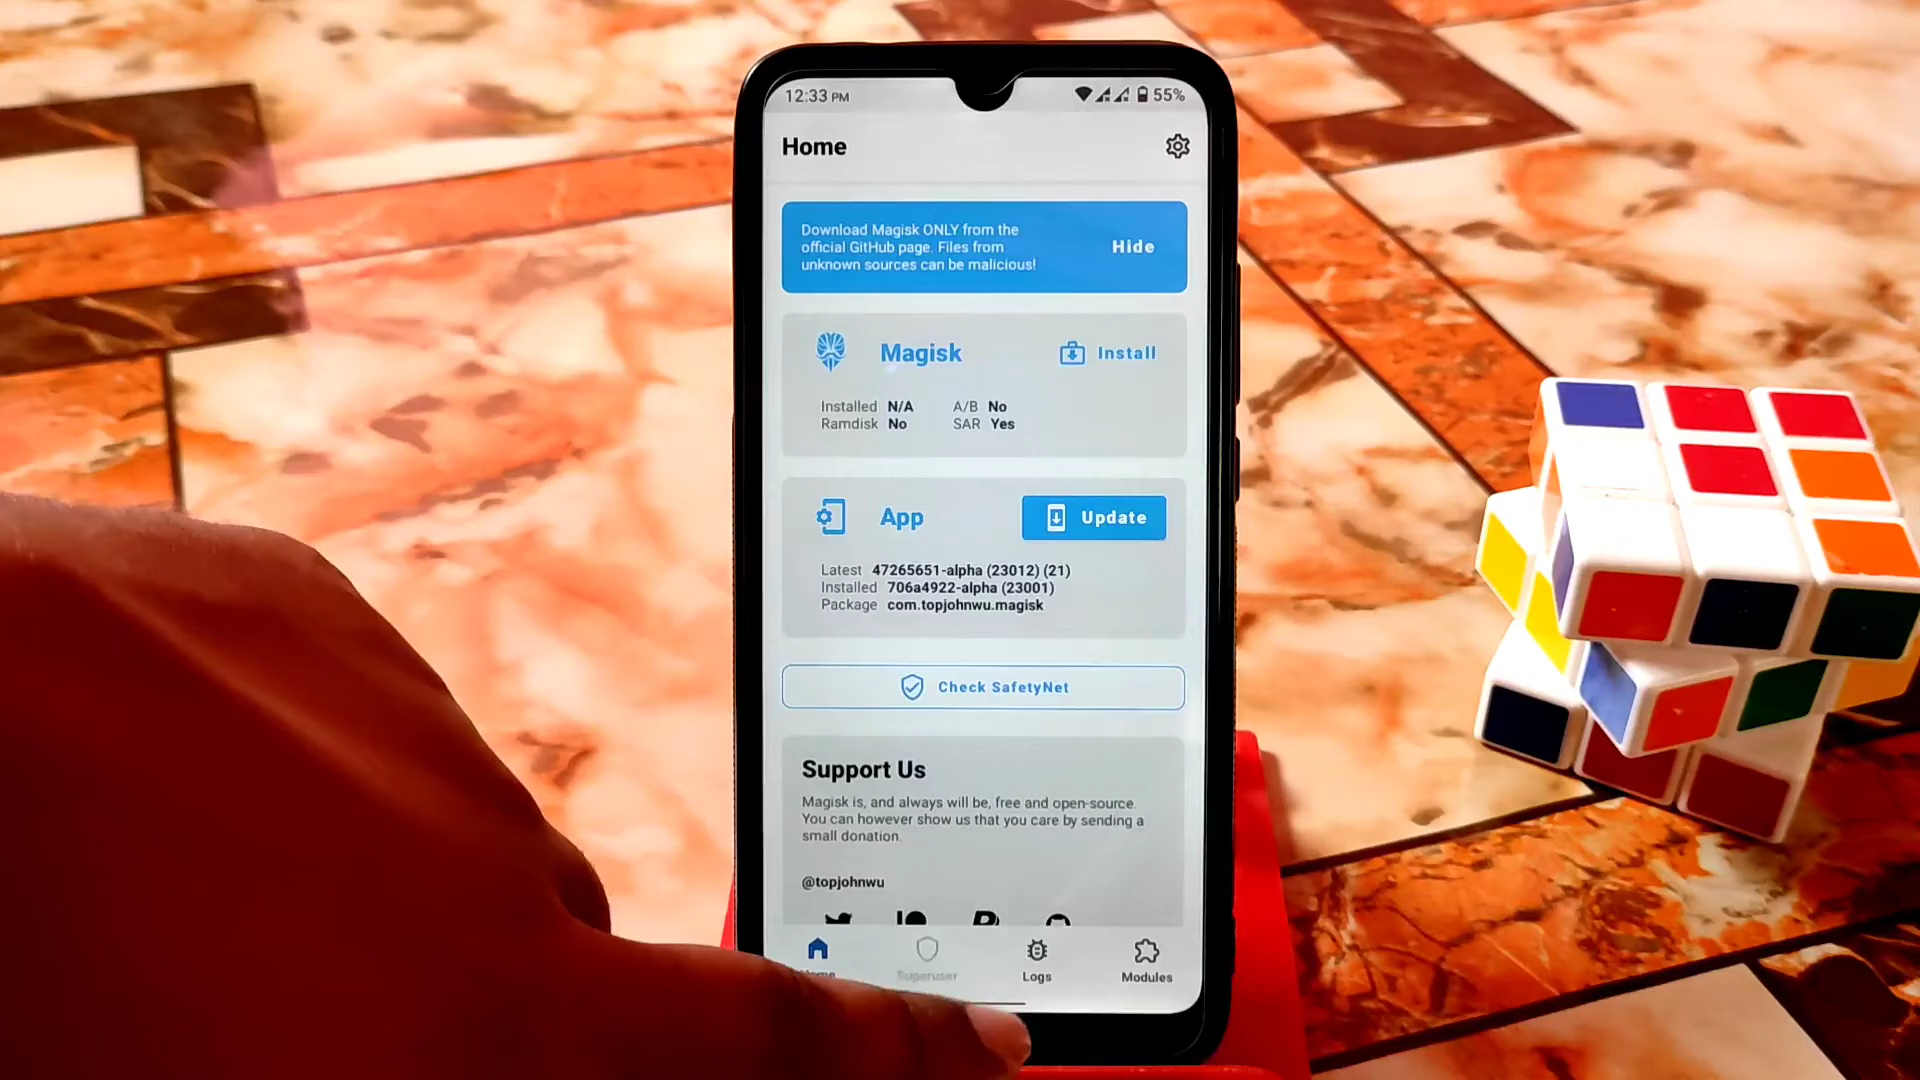 12:33 PM
55%
Home
Download Magisk ONLY from the
official GitHub page. Files from
unknown sources can be malicious!
Hide
Magisk
Install
Installed N/A
A/B No
Ramdisk No
SAR Yes
App
Update
Latest 47265651-alpha (23012) (21)
Installed 706a4922-alpha (23001)
Package com.topjohnwu.magisk
Check SafetyNet
Support Us
Magisk is, and always will be, free and open-source.
You can however show us that you care by sending a
small donation.
@topjohnwu
Home
Superuser
Logs
Modules